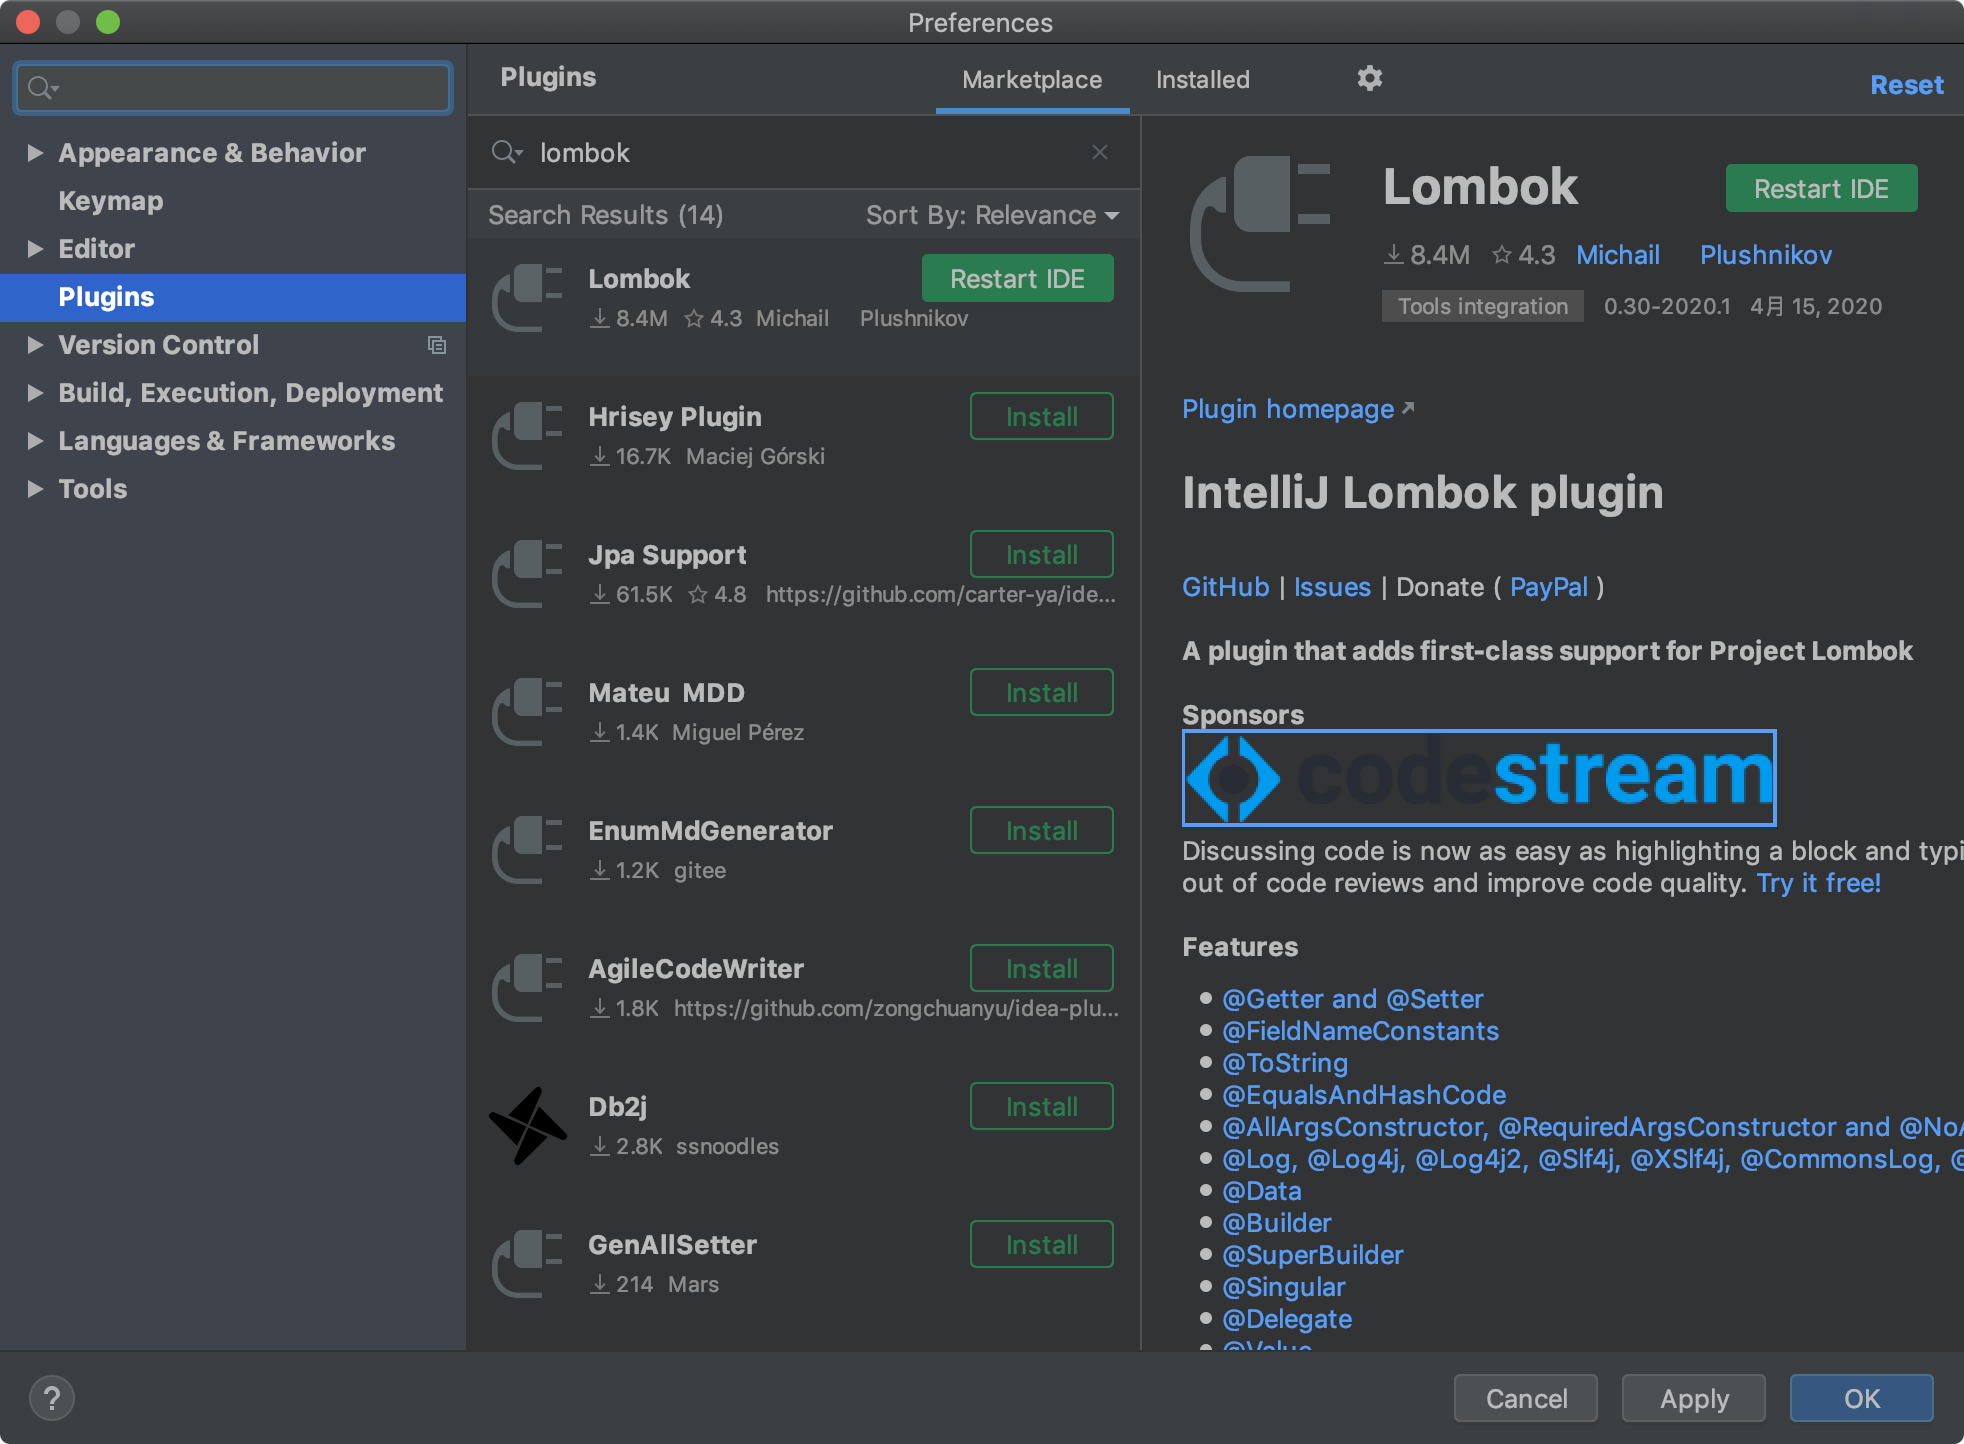 Preferences
Appearance & Behavior
Keymap
Editor
Plugins
Version Control
Build, Execution, Deployment
Languages & Frameworks
Tools
Plugins
Marketplace
Installed
Reset
lombok
Search Results (14)
Sort By: Relevance
Lombok
Restart IDE
8.4M 4.3 Michail Plushnikov
Hrisey Plugin
Install
16.7K Maciej Górski
Jpa Support
Install
61.5K 4.8 https://github.com/carter-ya/ide...
Mateu MDD
Install
1.4K Miguel Pérez
EnumMdGenerator
Install
1.2K gitee
AgileCodeWriter
Install
1.8K https://github.com/zongchuanyu/idea-plu...
Db2j
Install
2.8K ssnoodles
GenAllSetter
Install
214 Mars
Lombok
Restart IDE
8.4M 4.3 Michail Plushnikov
Tools integration 0.30-2020.1 4月 15, 2020
Plugin homepage
IntelliJ Lombok plugin
GitHub | Issues | Donate ( PayPal )
A plugin that adds first-class support for Project Lombok
Sponsors
codestream
Discussing code is now as easy as highlighting a block and typi
out of code reviews and improve code quality. Try it free!
Features
@Getter and @Setter
@FieldNameConstants
@ToString
@EqualsAndHashCode
@AllArgsConstructor, @RequiredArgsConstructor and @No
@Log, @Log4j, @Log4j2, @Slf4j, @XSlf4j, @CommonsLog, @
@Data
@Builder
@SuperBuilder
@Singular
@Delegate
@Value
?
Cancel
Apply
OK